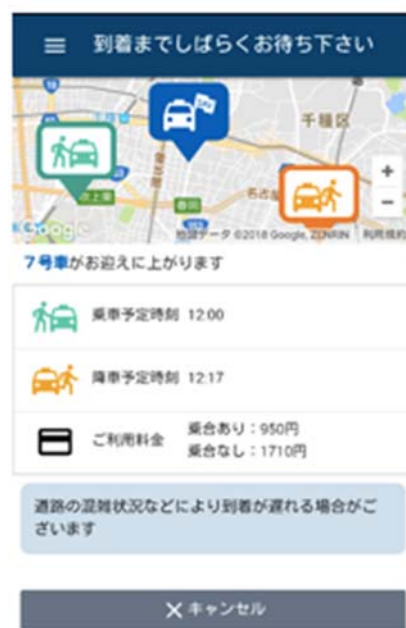 到着までしばらくお待ち下さい
千種区
吹上東
春岡
+
−
Google
地図データ ©2018 Google, ZENRIN 利用規約
7号車がお迎えに上がります
乗車予定時刻 12:00
降車予定時刻 12:17
ご利用料金
乗合あり：950円
乗合なし：1710円
道路の混雑状況などにより到着が遅れる場合がご
ざいます
× キャンセル